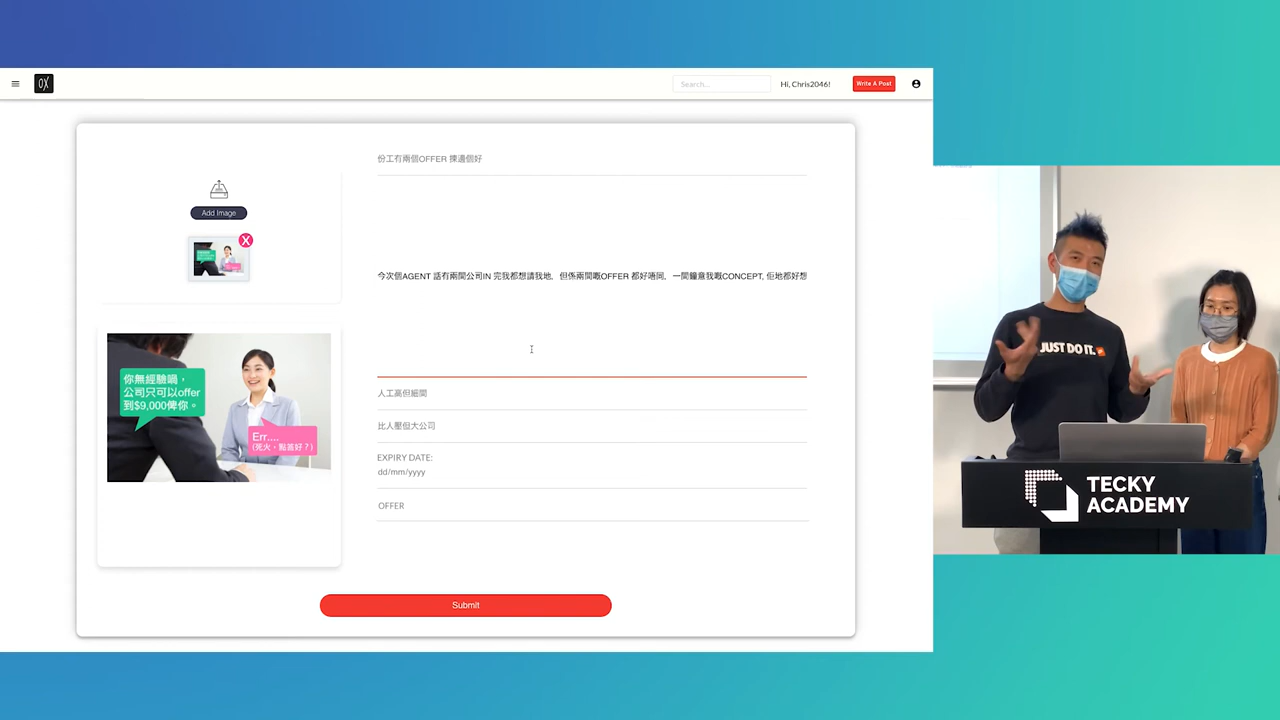 OX
Search...
Hi, Chris2046!
Write A Post
份工有兩個OFFER 揀邊個好
Add Image
X
今次個AGENT 話有兩間公司IN 完我都想請我地, 但係兩間嘅OFFER 都好唔同, 一間鐘意我嘅CONCEPT, 佢地都好想
你無經驗喎,
公司只可以offer
到$9,000俾你。
Err....
(死火,點答好?)
人工高但細間
比人壓但大公司
EXPIRY DATE:
dd/mm/yyyy
OFFER
Submit
JUST DO IT.
TECKY
ACADEMY